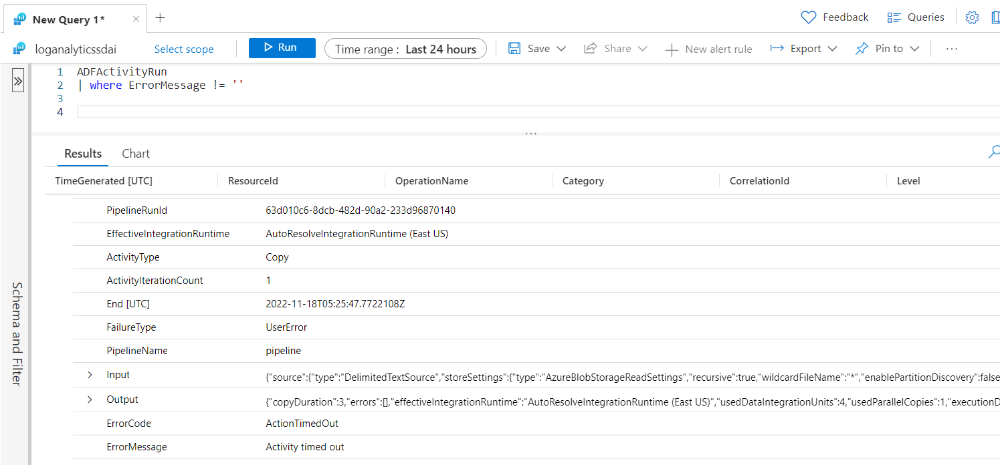 New Query 1*
Feedback
Queries
loganalyticssdai
Select scope
Run
Time range : Last 24 hours
Save
Share
New alert rule
Export
Pin to
1 ADFActivityRun
2 | where ErrorMessage != ''
3
4
Schema and Filter
Results Chart
TimeGenerated [UTC] ResourceId OperationName Category CorrelationId Level
PipelineRunId 63d010c6-8dcb-482d-90a2-233d96870140
EffectiveIntegrationRuntime AutoResolveIntegrationRuntime (East US)
ActivityType Copy
ActivityIterationCount 1
End [UTC] 2022-11-18T05:25:47.7722108Z
FailureType UserError
PipelineName pipeline
Input {"source":{"type":"DelimitedTextSource","storeSettings":{"type":"AzureBlobStorageReadSettings","recursive":true,"wildcardFileName":"*","enablePartitionDiscovery":false
Output {"copyDuration":3,"errors":[],"effectiveIntegrationRuntime":"AutoResolveIntegrationRuntime (East US)","usedDataIntegrationUnits":4,"usedParallelCopies":1,"executionD
ErrorCode ActionTimedOut
ErrorMessage Activity timed out